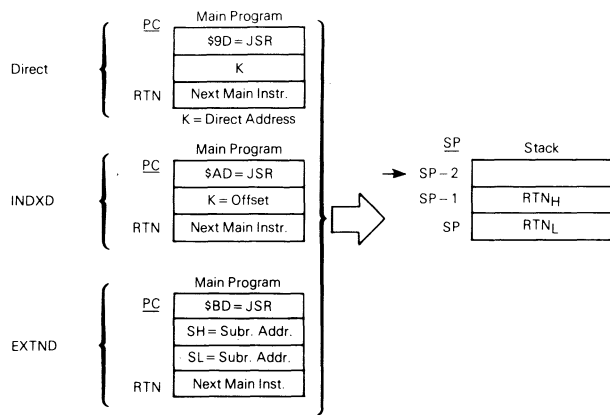 Direct
PC
Main Program
$9D = JSR
K
RTN
Next Main Instr.
K = Direct Address
INDXD
PC
Main Program
$AD = JSR
K = Offset
RTN
Next Main Instr.
EXTND
PC
Main Program
$BD = JSR
SH = Subr. Addr.
SL = Subr. Addr.
RTN
Next Main Inst.
SP
Stack
SP – 2
SP – 1
RTNH
SP
RTNL